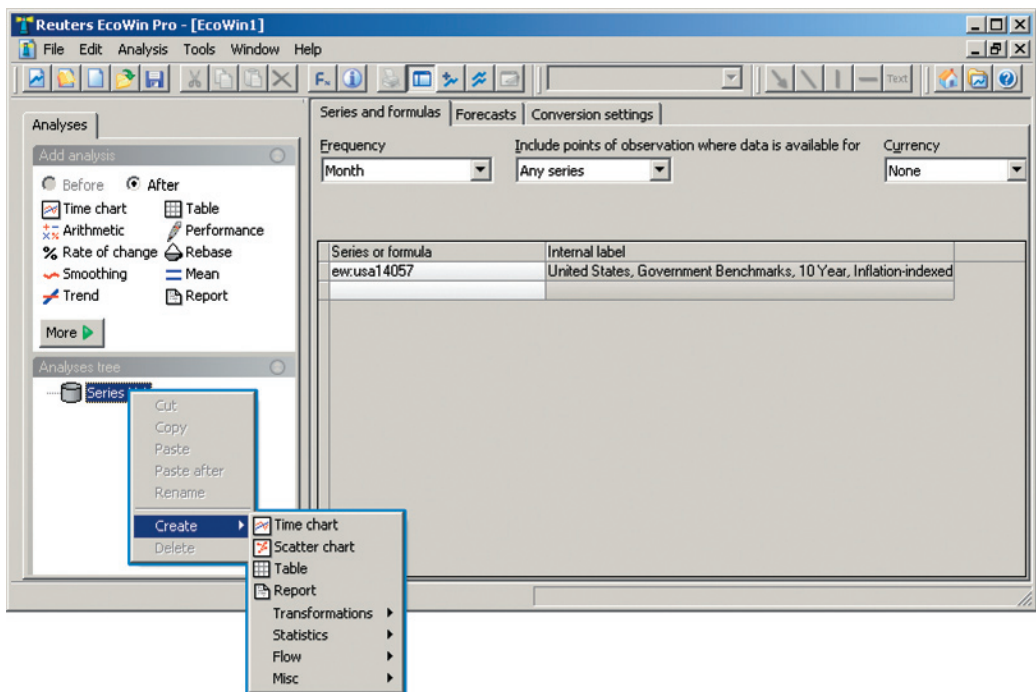 Reuters EcoWin Pro - [EcoWin1]
File Edit Analysis Tools Window Help
Text
Analyses
Add analysis
Before After
Time chart Table
Arithmetic Performance
Rate of change Rebase
Smoothing Mean
Trend Report
More
Analyses tree
Series
Cut
Copy
Paste
Paste after
Rename
Create
Delete
Time chart
Scatter chart
Table
Report
Transformations
Statistics
Flow
Misc
Series and formulas Forecasts Conversion settings
Frequency Include points of observation where data is available for Currency
Month Any series None
Series or formula Internal label
ew:usa14057 United States, Government Benchmarks, 10 Year, Inflation-indexed